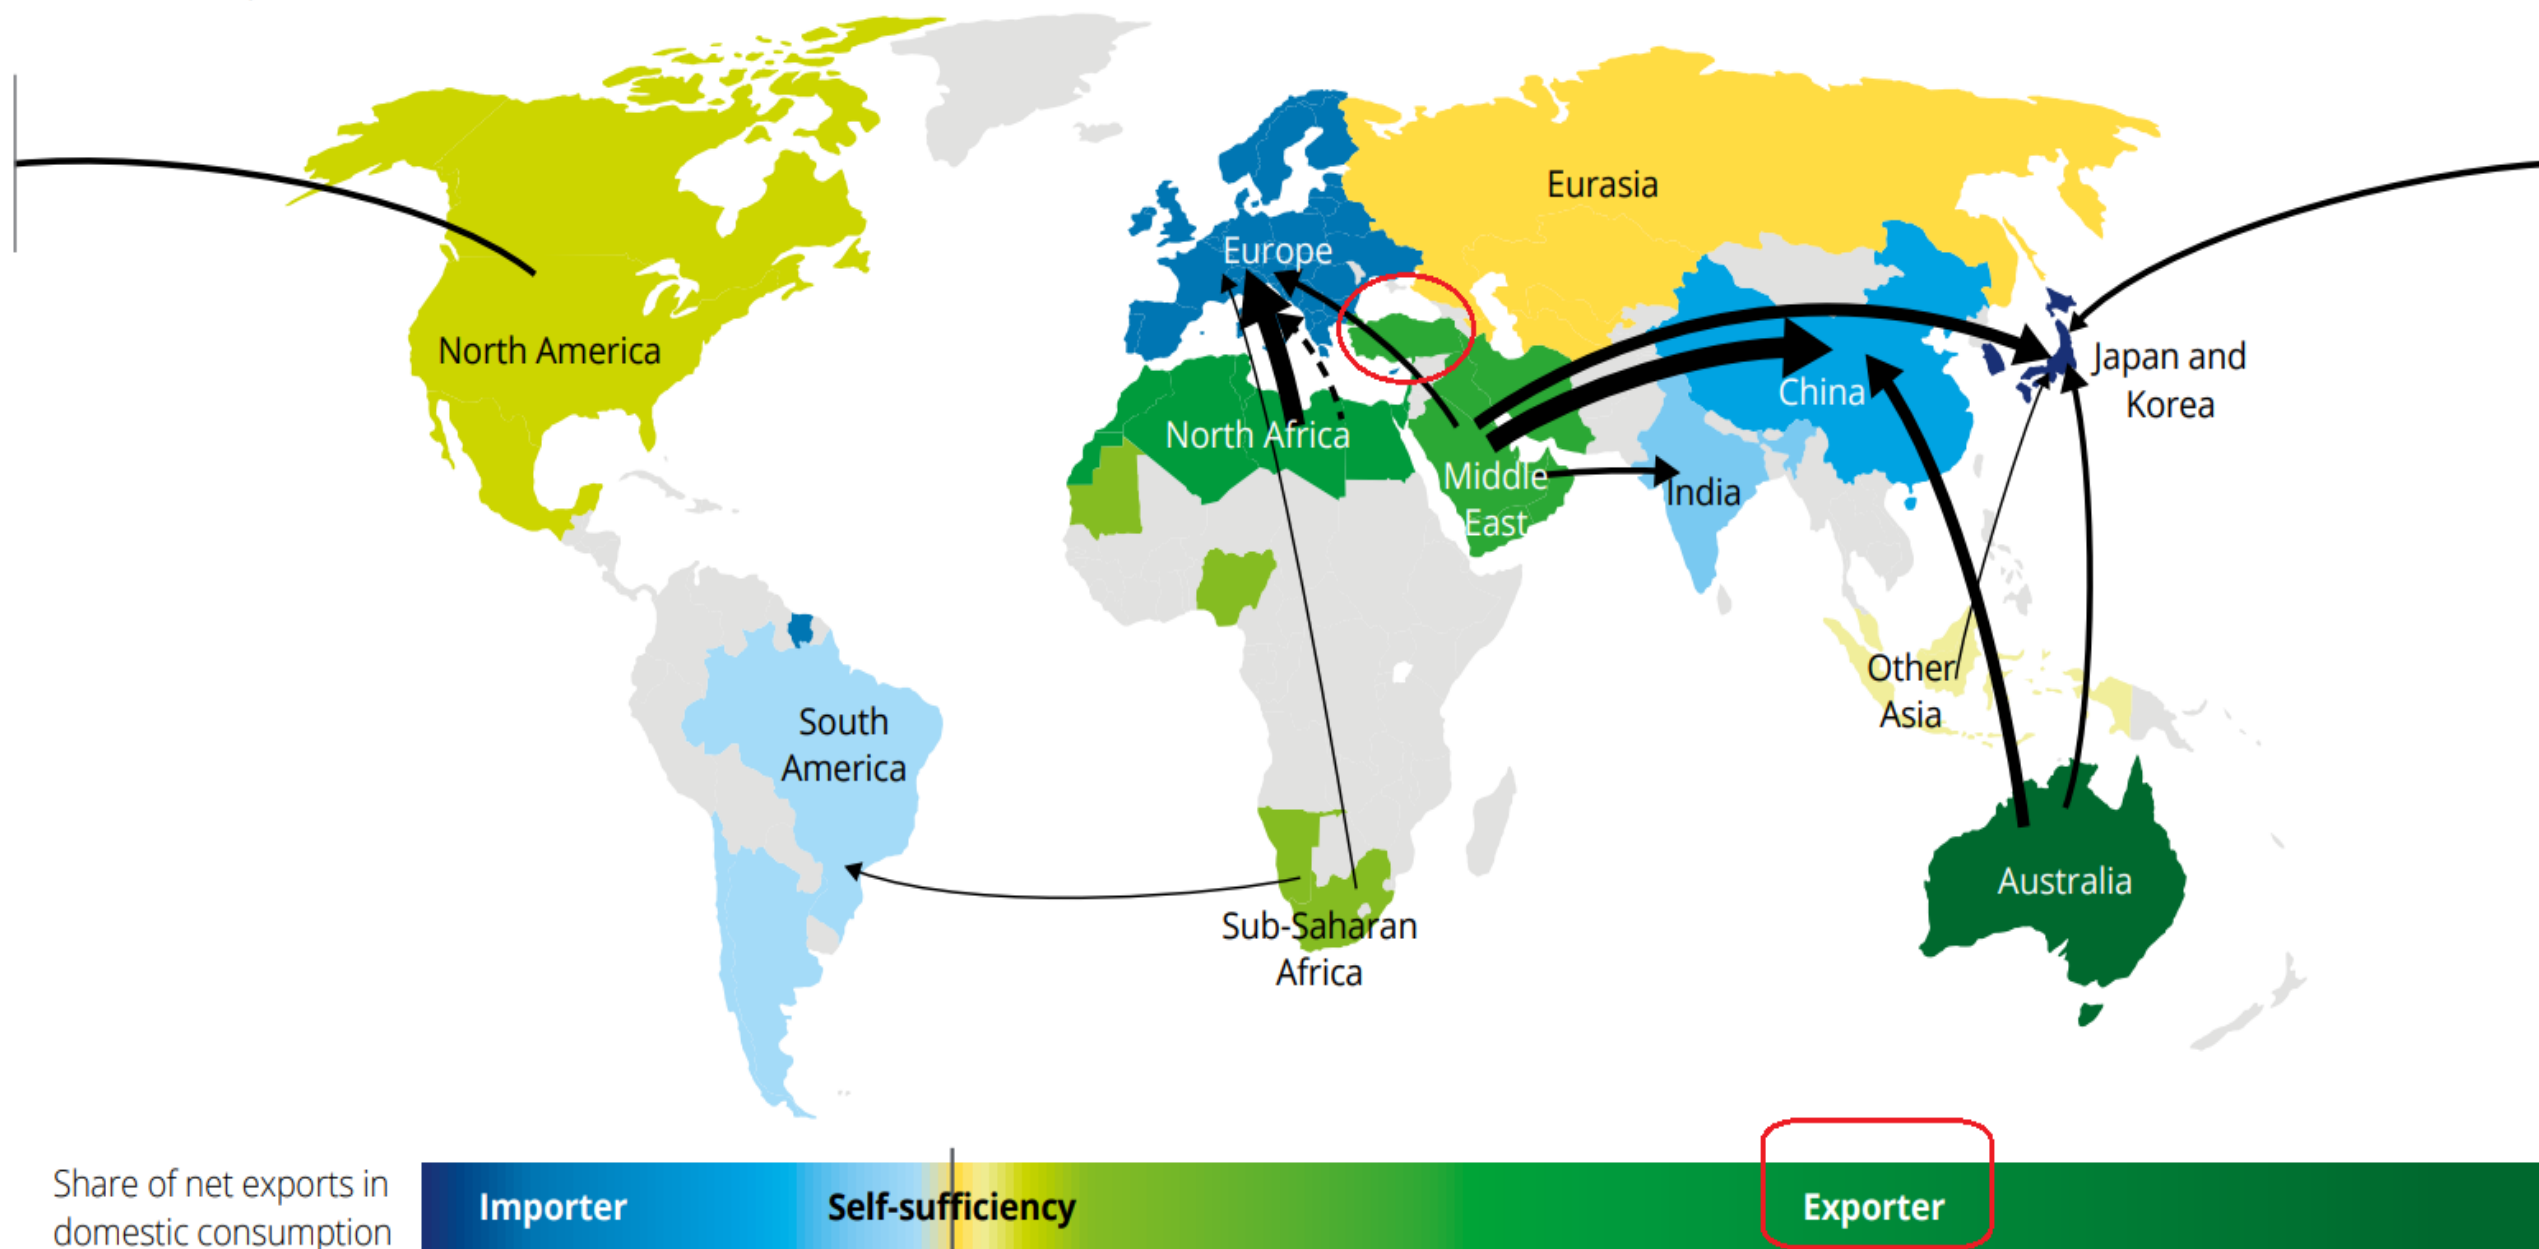 Eurasia
Europe
North America
Japan and
Korea
China
North Africa
Middle
East
India
Other
Asia
South
America
Australia
Sub-Saharan
Africa
Share of net exports in
domestic consumption
Importer
Self-sufficiency
Exporter